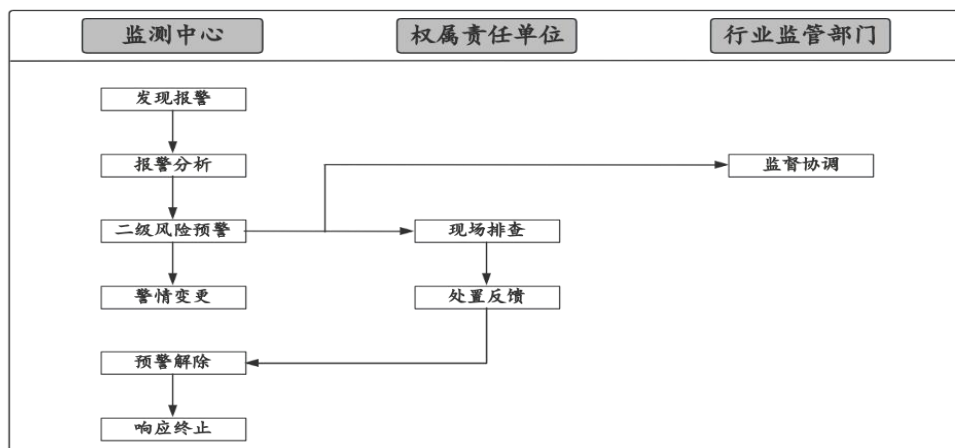 监测中心 权属责任单位 行业监管部门
发现报警
报警分析 监督协调
二级风险预警 现场排查
警情变更 处置反馈
预警解除
响应终止